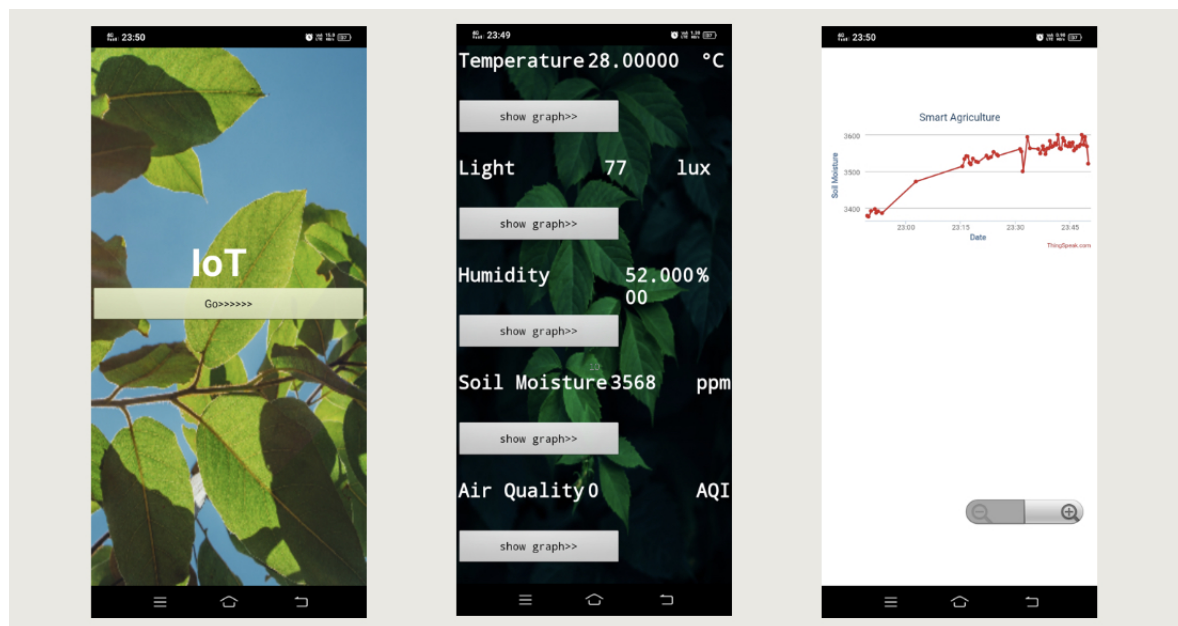 23:50
IoT
Go>>>>>>
23:49
Temperature 28.00000 °C
show graph>>
Light 77 lux
show graph>>
Humidity 52.000 %
00
show graph>>
Soil Moisture 3568 ppm
show graph>>
Air Quality 0 AQI
show graph>>
23:50
Smart Agriculture
Soil Moisture
3600
3500
3400
23:00 23:15 23:30 23:45
Date
ThingSpeak.com